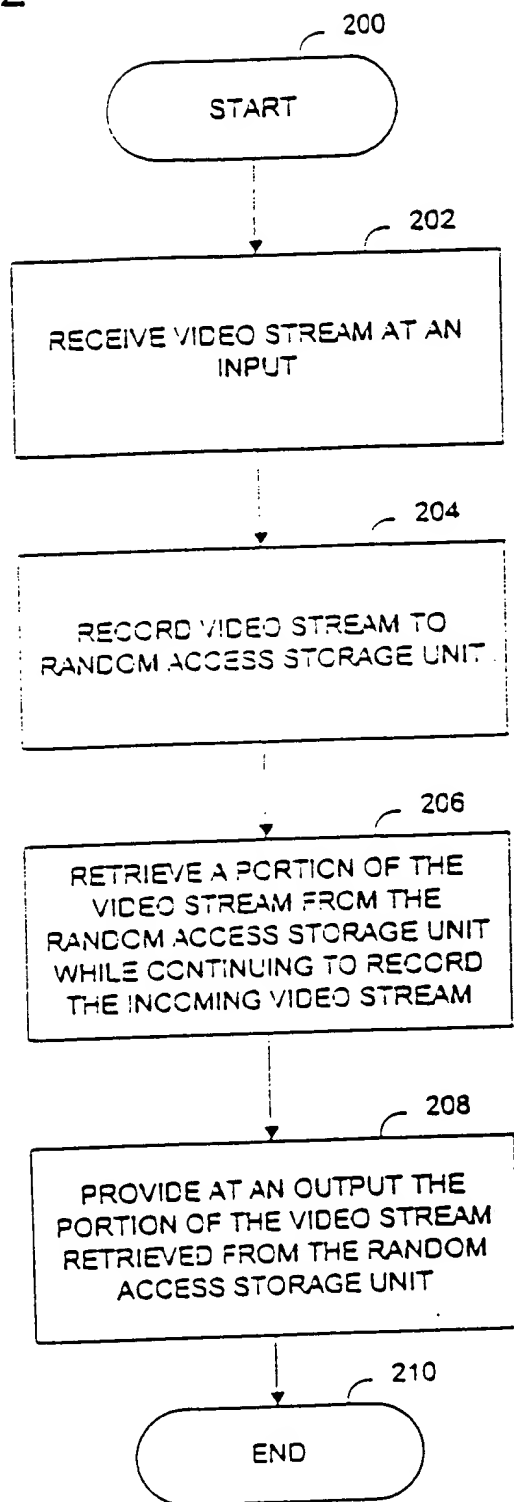 200
START
202
RECEIVE VIDEO STREAM AT AN
INPUT
204
RECORD VIDEO STREAM TO
RANDOM ACCESS STORAGE UNIT
206
RETRIEVE A PORTION OF THE
VIDEO STREAM FROM THE
RANDOM ACCESS STORAGE UNIT
WHILE CONTINUING TO RECORD
THE INCOMING VIDEO STREAM
208
PROVIDE AT AN OUTPUT THE
PORTION OF THE VIDEO STREAM
RETRIEVED FROM THE RANDOM
ACCESS STORAGE UNIT
210
END